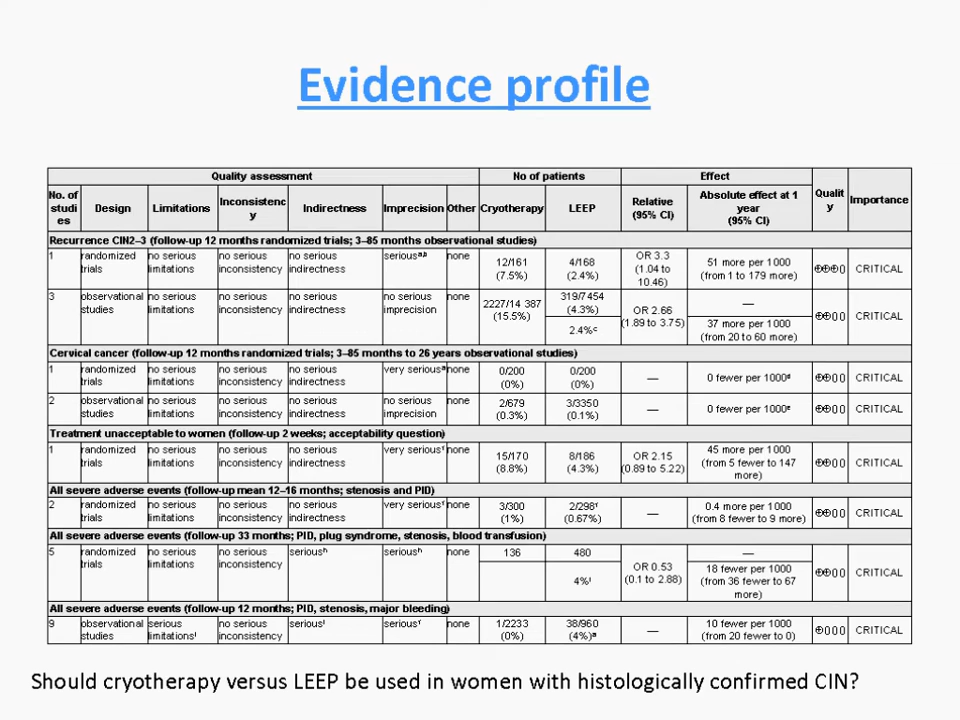 Evidence profile
Quality assessment No of patients Effect Quality Importance
No. of studies Design Limitations Inconsistency Indirectness Imprecision Other Cryotherapy LEEP Relative (95% CI) Absolute effect at 1 year (95% CI)
Recurrence CIN2–3 (follow-up 12 months randomized trials; 3–85 months observational studies)
1 randomized trials no serious limitations no serious inconsistency no serious indirectness serious none 12/161 (7.5%) 4/168 (2.4%) OR 3.3 (1.04 to 10.46) 51 more per 1000 (from 1 to 179 more) ⊕⊕⊕0 CRITICAL
3 observational studies no serious limitations no serious inconsistency no serious indirectness no serious imprecision none 2227/14 387 (15.5%) 319/7454 (4.3%) OR 2.66 (1.89 to 3.75) — ⊕⊕00 CRITICAL
2.4%ᶜ 37 more per 1000 (from 20 to 60 more)
Cervical cancer (follow-up 12 months randomized trials; 3–85 months to 26 years observational studies)
1 randomized trials no serious limitations no serious inconsistency no serious indirectness very serious none 0/200 (0%) 0/200 (0%) — 0 fewer per 1000 ⊕⊕00 CRITICAL
2 observational studies no serious limitations no serious inconsistency no serious indirectness no serious imprecision none 2/679 (0.3%) 3/3350 (0.1%) — 0 fewer per 1000 ⊕⊕00 CRITICAL
Treatment unacceptable to women (follow-up 2 weeks; acceptability question)
1 randomized trials no serious limitations no serious inconsistency no serious indirectness very serious none 15/170 (8.8%) 8/186 (4.3%) OR 2.15 (0.89 to 5.22) 45 more per 1000 (from 5 fewer to 147 more) ⊕⊕00 CRITICAL
All severe adverse events (follow-up mean 12–16 months; stenosis and PID)
2 randomized trials no serious limitations no serious inconsistency no serious indirectness very serious none 3/300 (1%) 2/298 (0.67%) — 0.4 more per 1000 (from 8 fewer to 9 more) ⊕⊕00 CRITICAL
All severe adverse events (follow-up 33 months; PID, plug syndrome, stenosis, blood transfusion)
5 randomized trials no serious limitations no serious inconsistency serious serious none 136 480 OR 0.53 (0.1 to 2.88) — ⊕⊕00 CRITICAL
4% 18 fewer per 1000 (from 36 fewer to 67 more)
All severe adverse events (follow-up 12 months; PID, stenosis, major bleeding)
9 observational studies serious limitations no serious inconsistency serious serious none 1/2233 (0%) 38/960 (4%) — 10 fewer per 1000 (from 20 fewer to 0) ⊕000 CRITICAL
Should cryotherapy versus LEEP be used in women with histologically confirmed CIN?